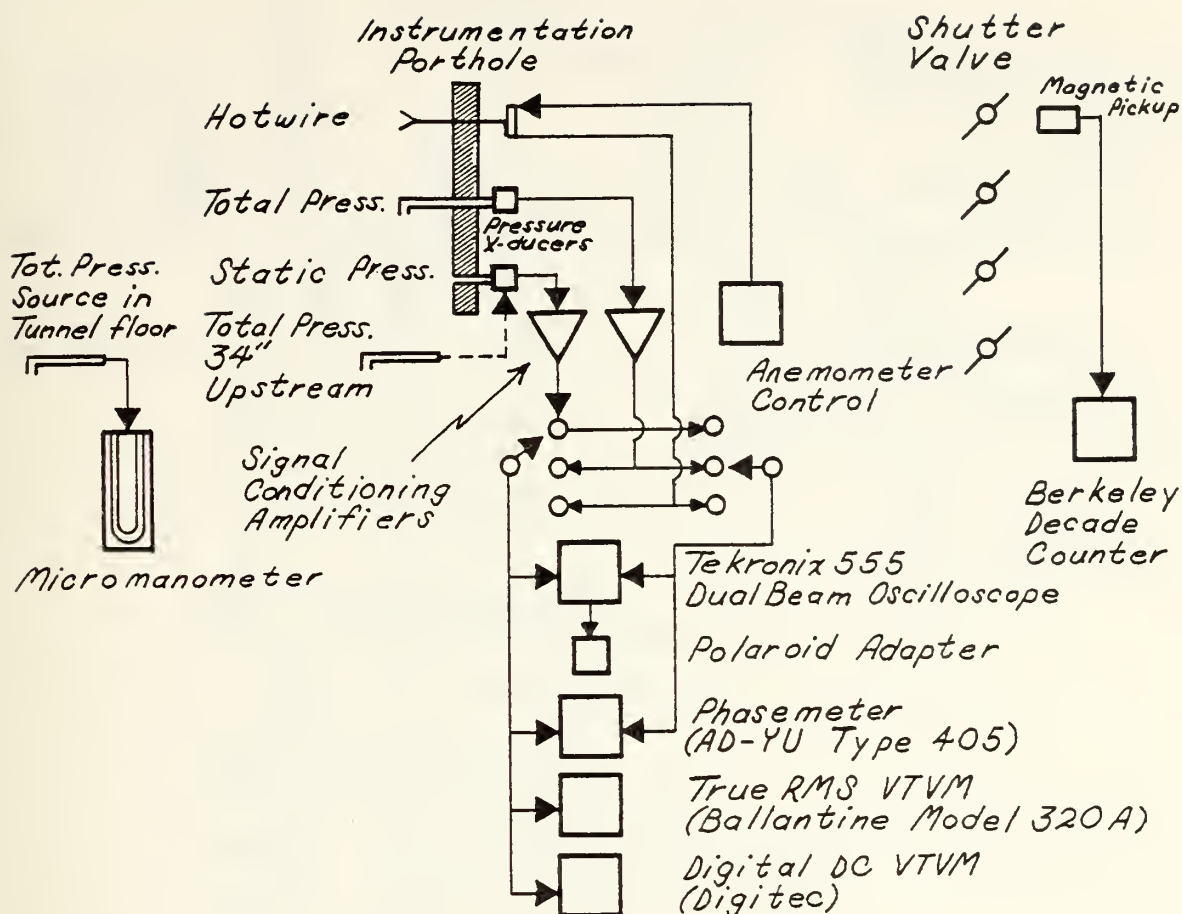 Instrumentation
Porthole
Shutter
Valve
Magnetic
Pickup
Hotwire
Total Press.
Pressure
X-ducers
Static Press.
Tot. Press.
Source in
Tunnel floor
Total Press.
34"
Upstream
Anemometer
Control
Signal
Conditioning
Amplifiers
Berkeley
Decade
Counter
Micromanometer
Tekronix 555
Dual Beam Oscilloscope
Polaroid Adapter
Phasemeter
(AD-YU Type 405)
True RMS VTVM
(Ballantine Model 320A)
Digital DC VTVM
(Digitec)